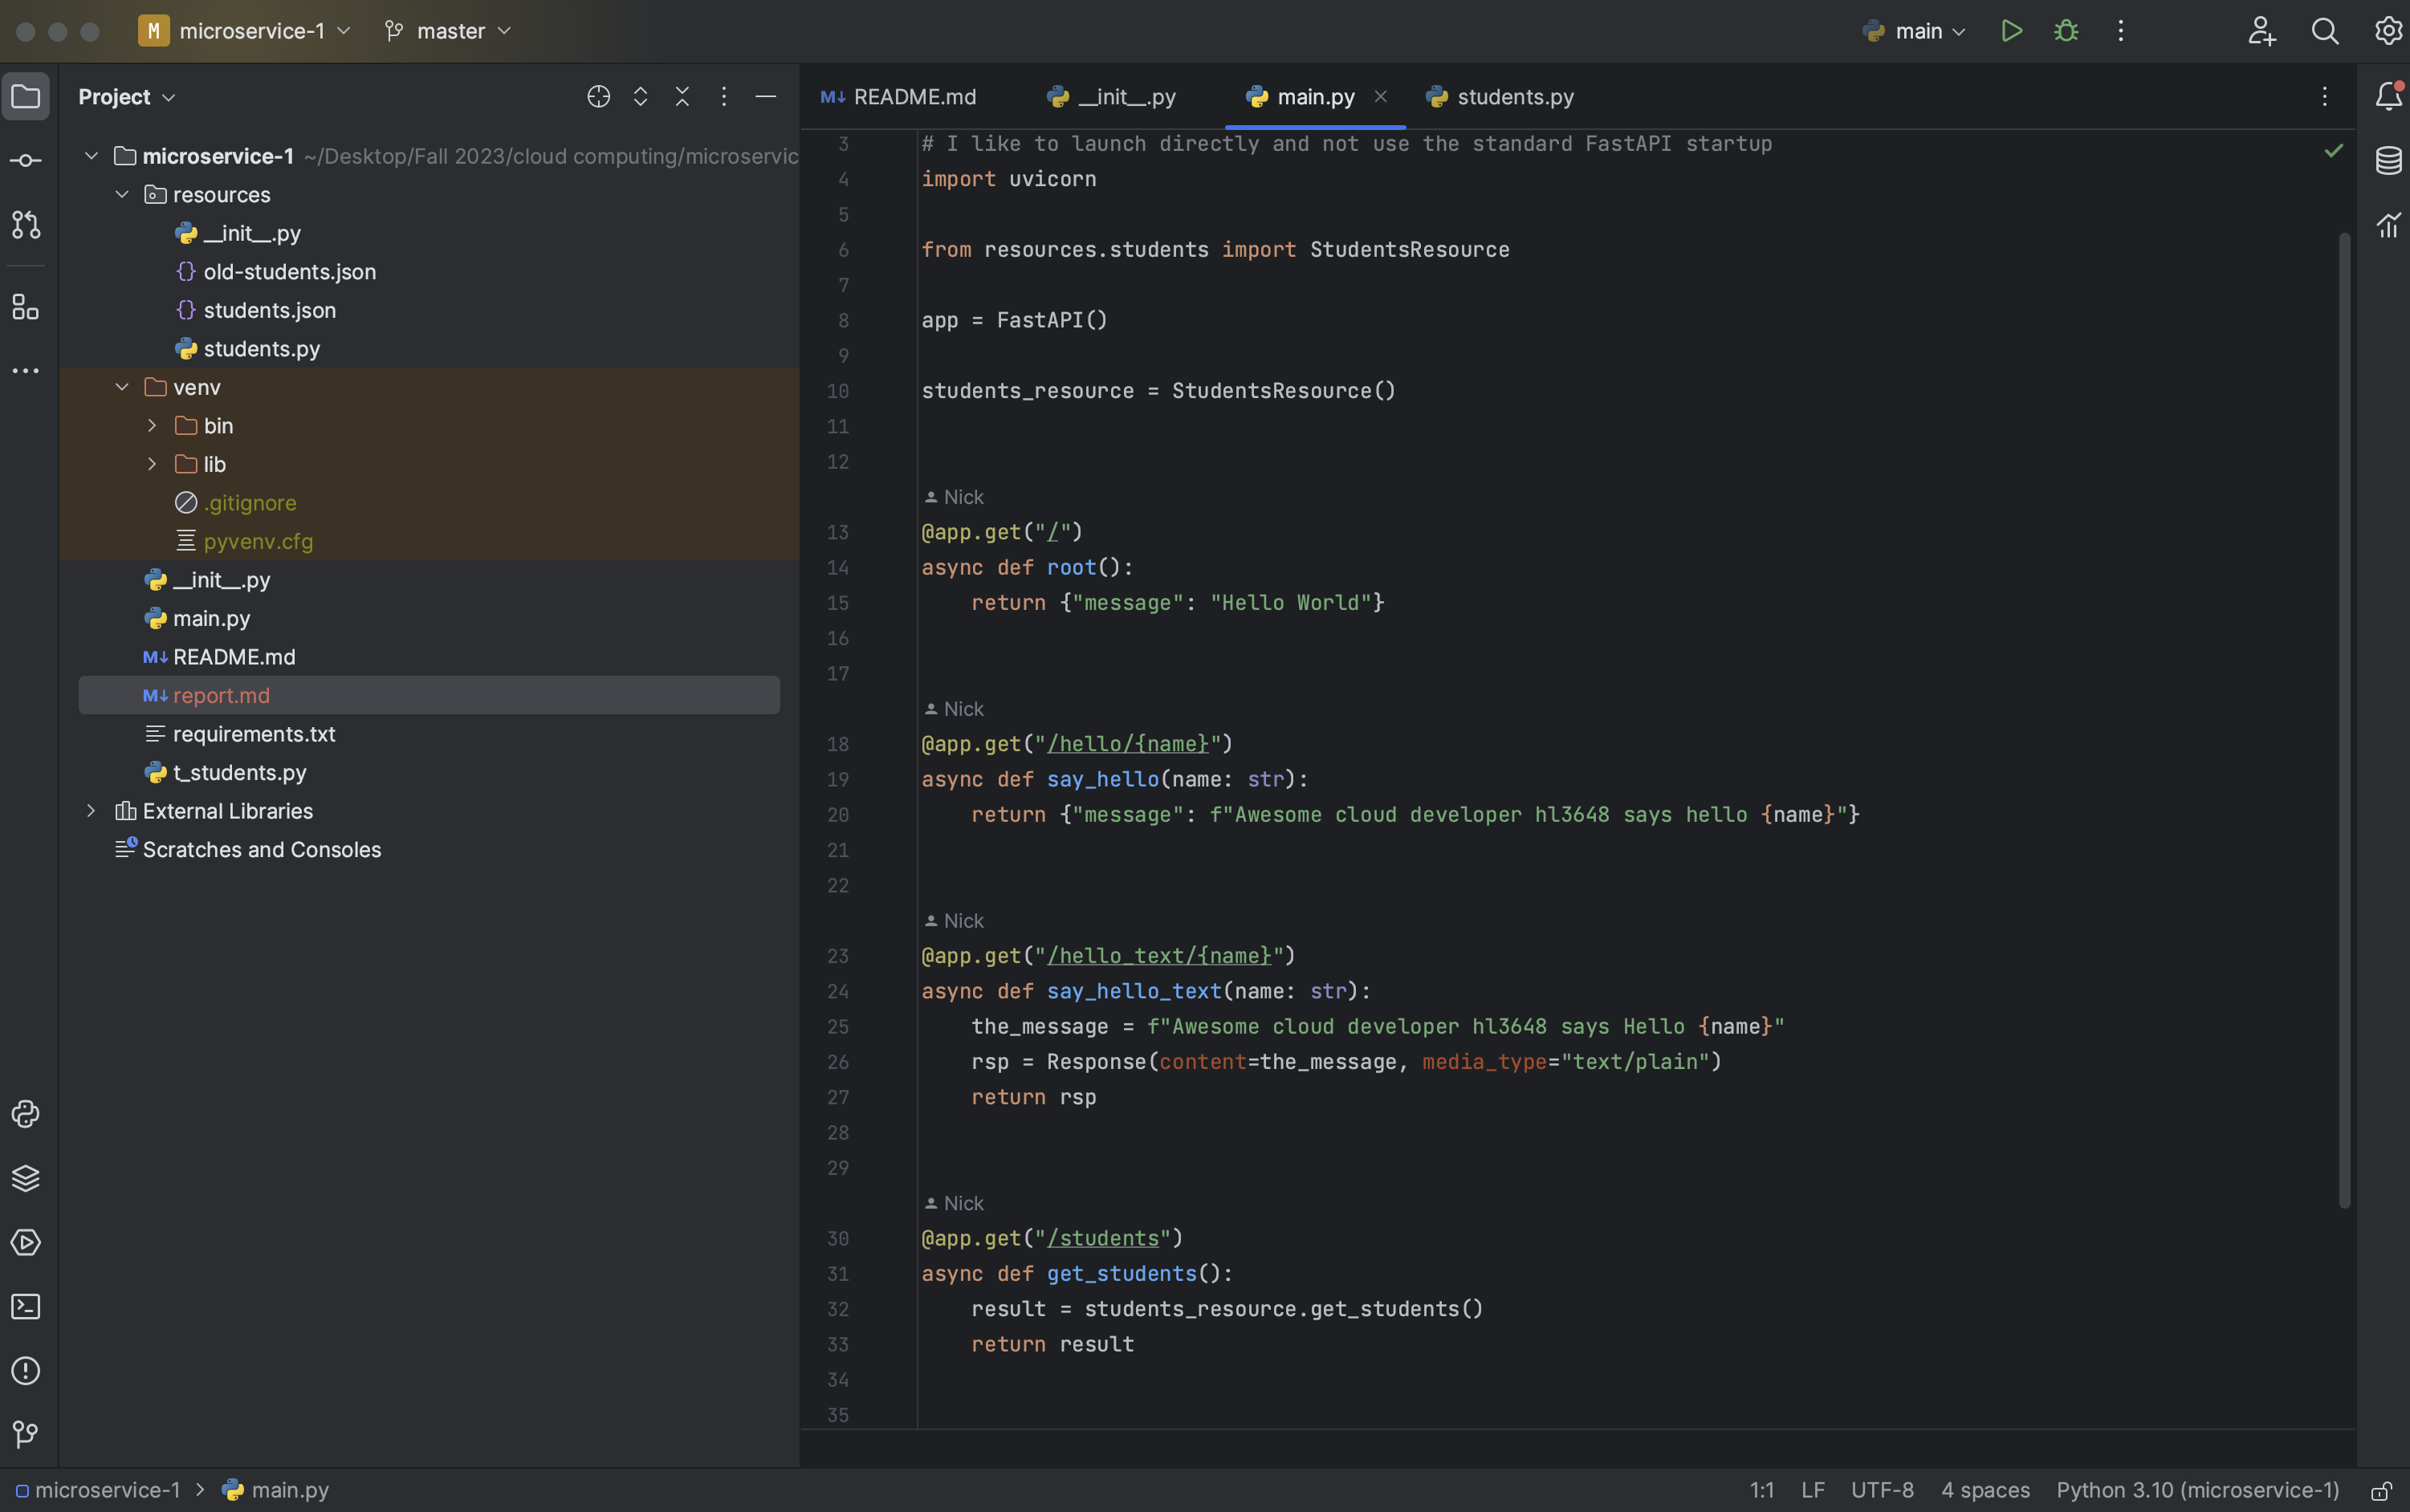 M microservice-1 master main
Project
microservice-1 ~/Desktop/Fall 2023/cloud computing/microservic
resources
__init__.py
old-students.json
students.json
students.py
venv
bin
lib
.gitignore
pyvenv.cfg
__init__.py
main.py
M↓ README.md
M↓ report.md
requirements.txt
t_students.py
External Libraries
Scratches and Consoles
M↓ README.md __init__.py main.py students.py
3 # I like to launch directly and not use the standard FastAPI startup
4 import uvicorn
5
6 from resources.students import StudentsResource
7
8 app = FastAPI()
9
10 students_resource = StudentsResource()
11
12
Nick
13 @app.get("/")
14 async def root():
15     return {"message": "Hello World"}
16
17
Nick
18 @app.get("/hello/{name}")
19 async def say_hello(name: str):
20     return {"message": f"Awesome cloud developer hl3648 says hello {name}"}
21
22
Nick
23 @app.get("/hello_text/{name}")
24 async def say_hello_text(name: str):
25     the_message = f"Awesome cloud developer hl3648 says Hello {name}"
26     rsp = Response(content=the_message, media_type="text/plain")
27     return rsp
28
29
Nick
30 @app.get("/students")
31 async def get_students():
32     result = students_resource.get_students()
33     return result
34
35
microservice-1 > main.py 1:1 LF UTF-8 4 spaces Python 3.10 (microservice-1)